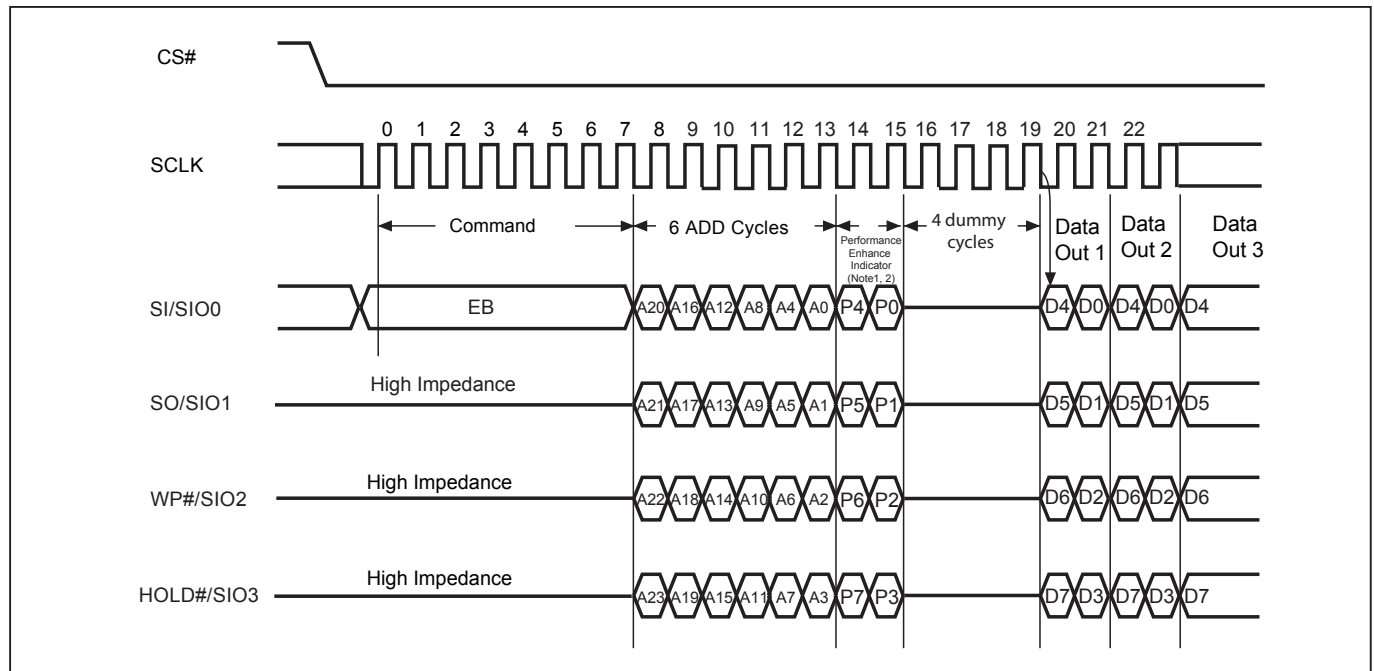 CS#
0 1 2 3 4 5 6 7 8 9 10 11 12 13 14 15 16 17 18 19 20 21 22
SCLK
Command
6 ADD Cycles
Performance
Enhance
Indicator
(Note1, 2)
4 dummy
cycles
Data
Out 1
Data
Out 2
Data
Out 3
SI/SIO0
EB
A20 A16 A12 A8 A4 A0 P4 P0 D4 D0 D4 D0 D4
High Impedance
SO/SIO1
A21 A17 A13 A9 A5 A1 P5 P1 D5 D1 D5 D1 D5
High Impedance
WP#/SIO2
A22 A18 A14 A10 A6 A2 P6 P2 D6 D2 D6 D2 D6
High Impedance
HOLD#/SIO3
A23 A19 A15 A11 A7 A3 P7 P3 D7 D3 D7 D3 D7